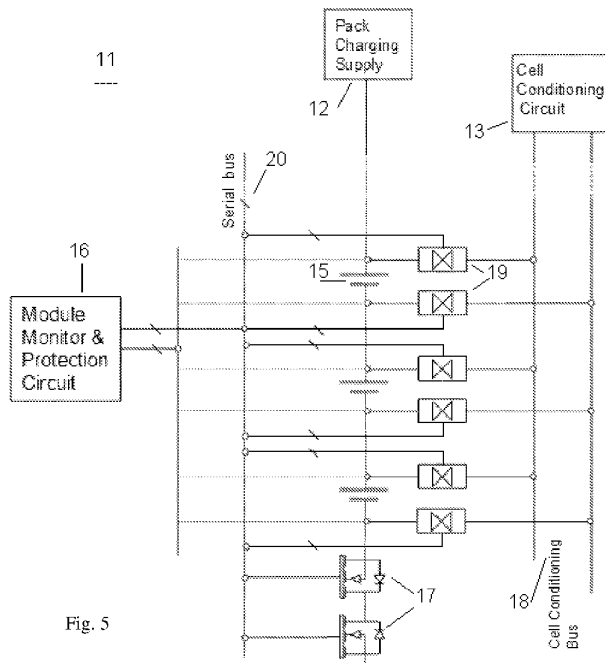 Pack
Charging
Supply
11
12
Cell
Conditioning
Circuit
13
Serial bus
20
16
15
19
Module
Monitor &
Protection
Circuit
17
18
Cell Conditioning
Bus
Fig. 5